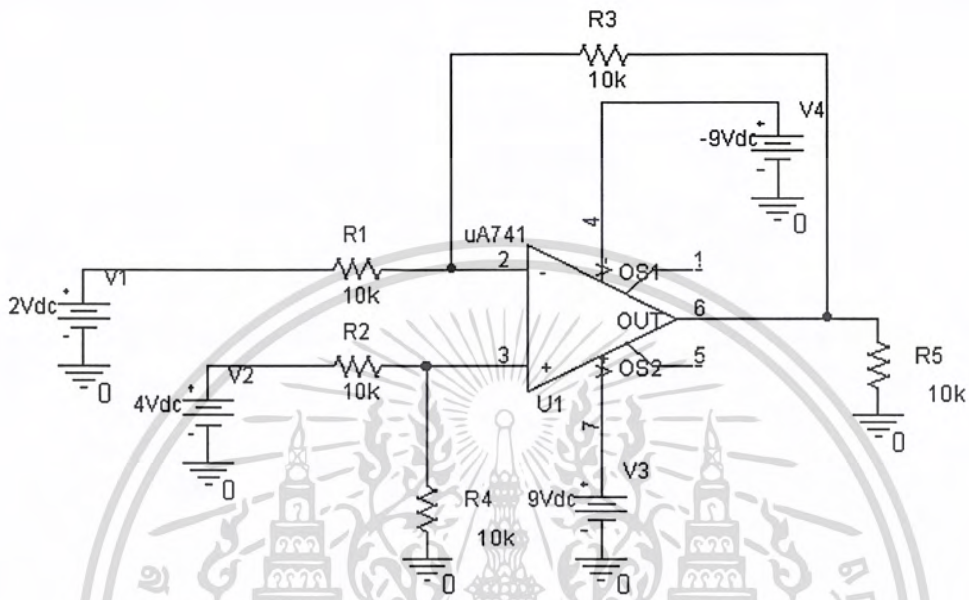 R3
10k
V4
-9Vdc
+
-
0
4
R1
uA741
2
-
V-
OS1
1
V1
10k
+
2Vdc
-
0
OUT
6
R2
3
+
V+
OS2
5
R5
10k
V2
10k
U1
+
4Vdc
-
0
0
7
V3
R4
10k
9Vdc
+
-
0
0